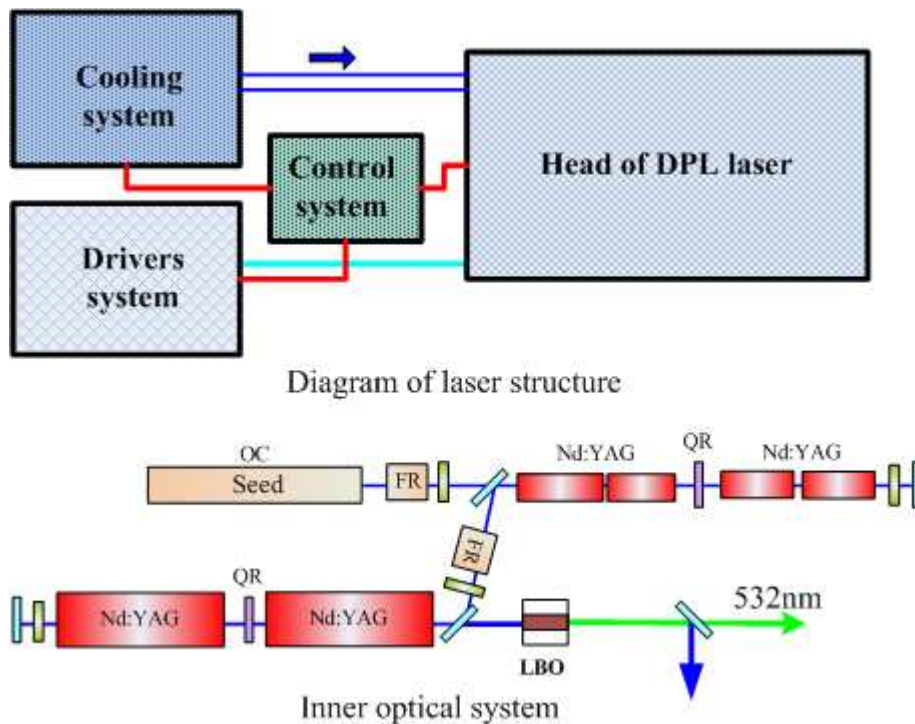 Cooling
system
Control
system
Head of DPL laser
Drivers
system
Diagram of laser structure
OC
Seed
FR
Nd:YAG
QR
Nd:YAG
FR
QR
Nd:YAG
Nd:YAG
532nm
LBO
Inner optical system